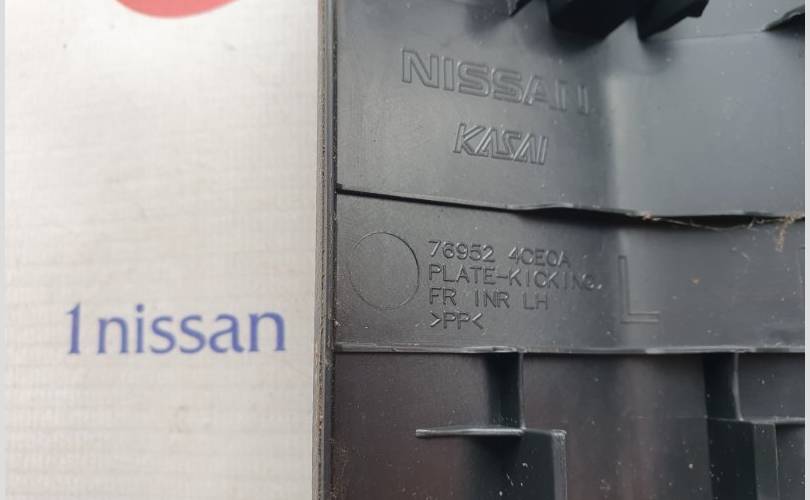 NISSAN
KASAI
76952 4CE0A
PLATE-KICKING,
FR INR LH
>PP<
L
1nissan